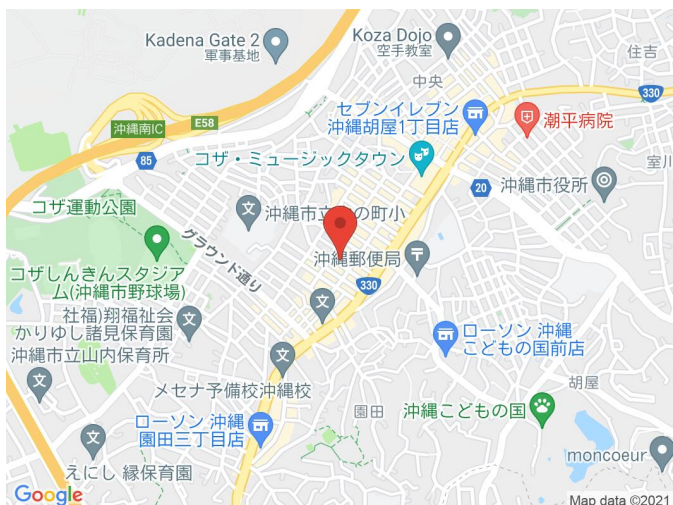 Kadena Gate 2
軍事基地
Koza Dojo
空手教室
住吉
中央
330
セブンイレブン
沖縄胡屋1丁目店
沖縄南IC
E58
潮平病院
85
コザ・ミュージックタウン
室川
20
沖縄市役所
コザ運動公園
沖縄市立
の町小
グラウンド通り
沖縄郵便局
コザしんきんスタジア
ム(沖縄市野球場)
330
社福)翔福祉会
かりゆし諸見保育園
ローソン 沖縄
こどもの国前店
沖縄市立山内保育所
メセナ予備校沖縄校
胡屋
園田
沖縄こどもの国
ローソン 沖縄
園田三丁目店
moncoeur
えにし 縁保育園
Google
Map data ©2021